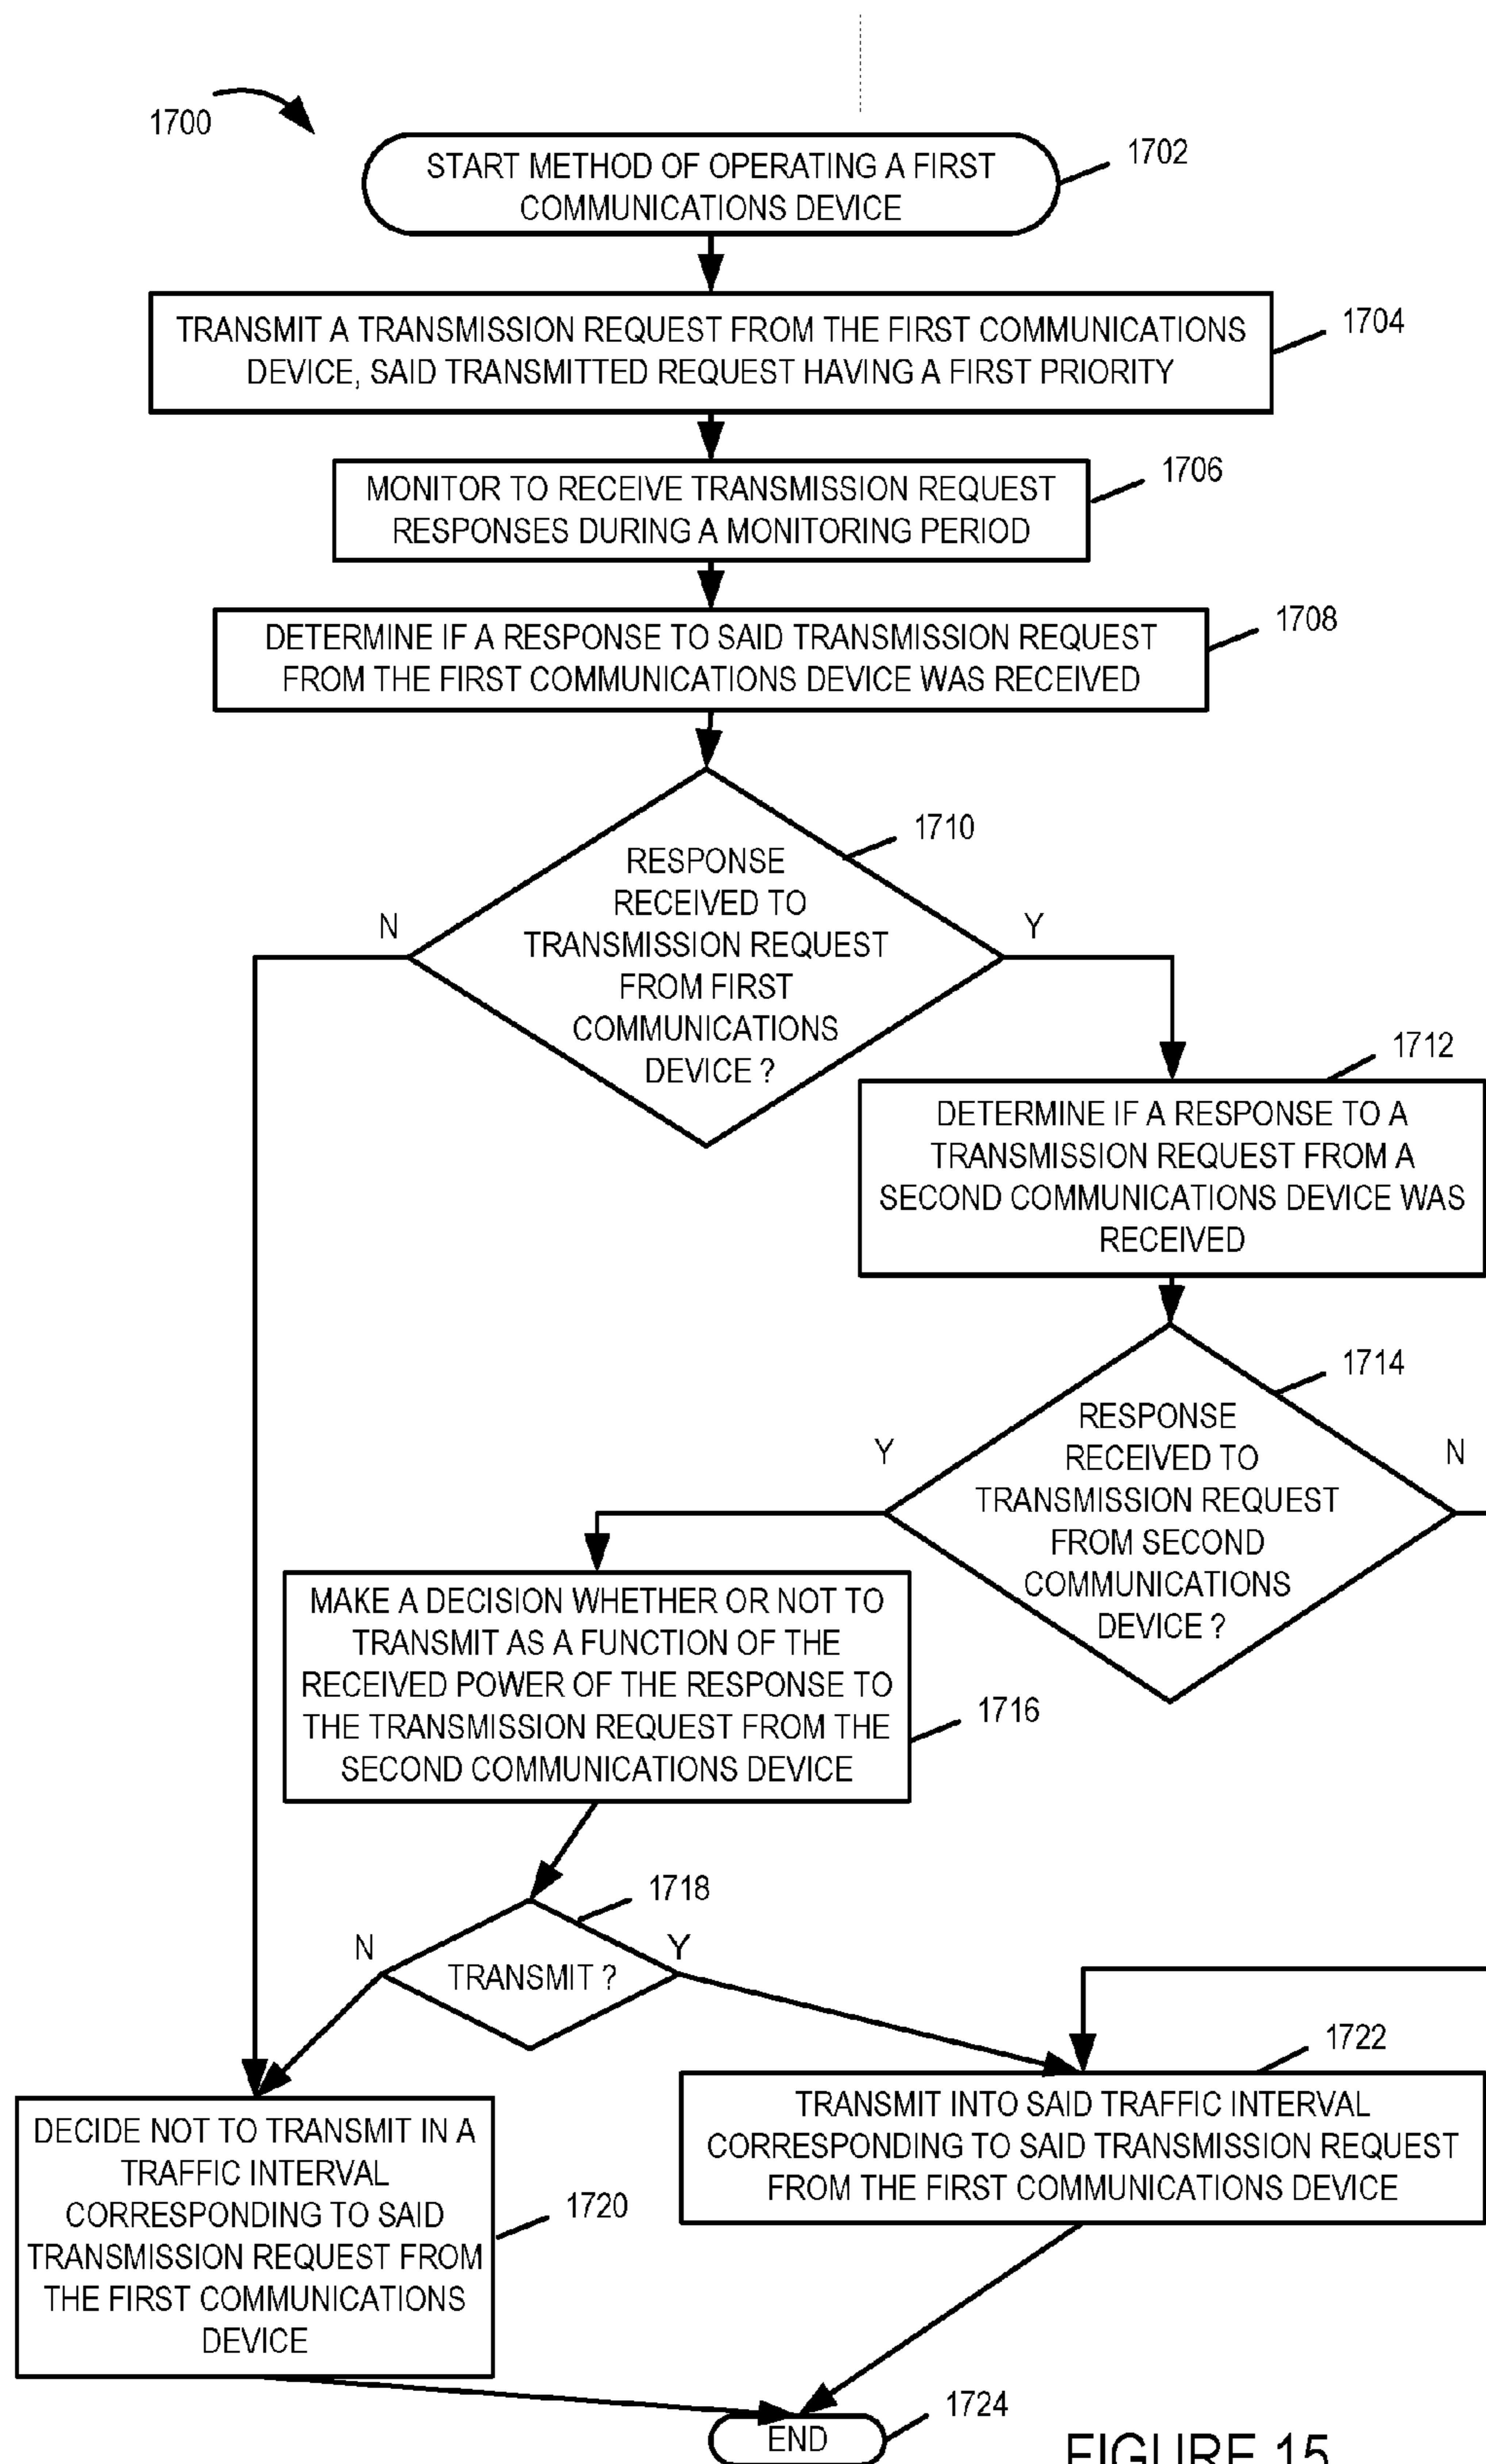 1700
START METHOD OF OPERATING A FIRST
COMMUNICATIONS DEVICE
1702
TRANSMIT A TRANSMISSION REQUEST FROM THE FIRST COMMUNICATIONS
DEVICE, SAID TRANSMITTED REQUEST HAVING A FIRST PRIORITY
1704
MONITOR TO RECEIVE TRANSMISSION REQUEST
RESPONSES DURING A MONITORING PERIOD
1706
DETERMINE IF A RESPONSE TO SAID TRANSMISSION REQUEST
FROM THE FIRST COMMUNICATIONS DEVICE WAS RECEIVED
1708
1710
RESPONSE
RECEIVED TO
TRANSMISSION REQUEST
FROM FIRST
COMMUNICATIONS
DEVICE ?
N
Y
1712
DETERMINE IF A RESPONSE TO A
TRANSMISSION REQUEST FROM A
SECOND COMMUNICATIONS DEVICE WAS
RECEIVED
1714
RESPONSE
RECEIVED TO
TRANSMISSION REQUEST
FROM SECOND
COMMUNICATIONS
DEVICE ?
Y
N
MAKE A DECISION WHETHER OR NOT TO
TRANSMIT AS A FUNCTION OF THE
RECEIVED POWER OF THE RESPONSE TO
THE TRANSMISSION REQUEST FROM THE
SECOND COMMUNICATIONS DEVICE
1716
1718
N
Y
TRANSMIT ?
1722
TRANSMIT INTO SAID TRAFFIC INTERVAL
CORRESPONDING TO SAID TRANSMISSION REQUEST
FROM THE FIRST COMMUNICATIONS DEVICE
DECIDE NOT TO TRANSMIT IN A
TRAFFIC INTERVAL
CORRESPONDING TO SAID
TRANSMISSION REQUEST FROM
THE FIRST COMMUNICATIONS
DEVICE
1720
1724
END
FIGURE 15